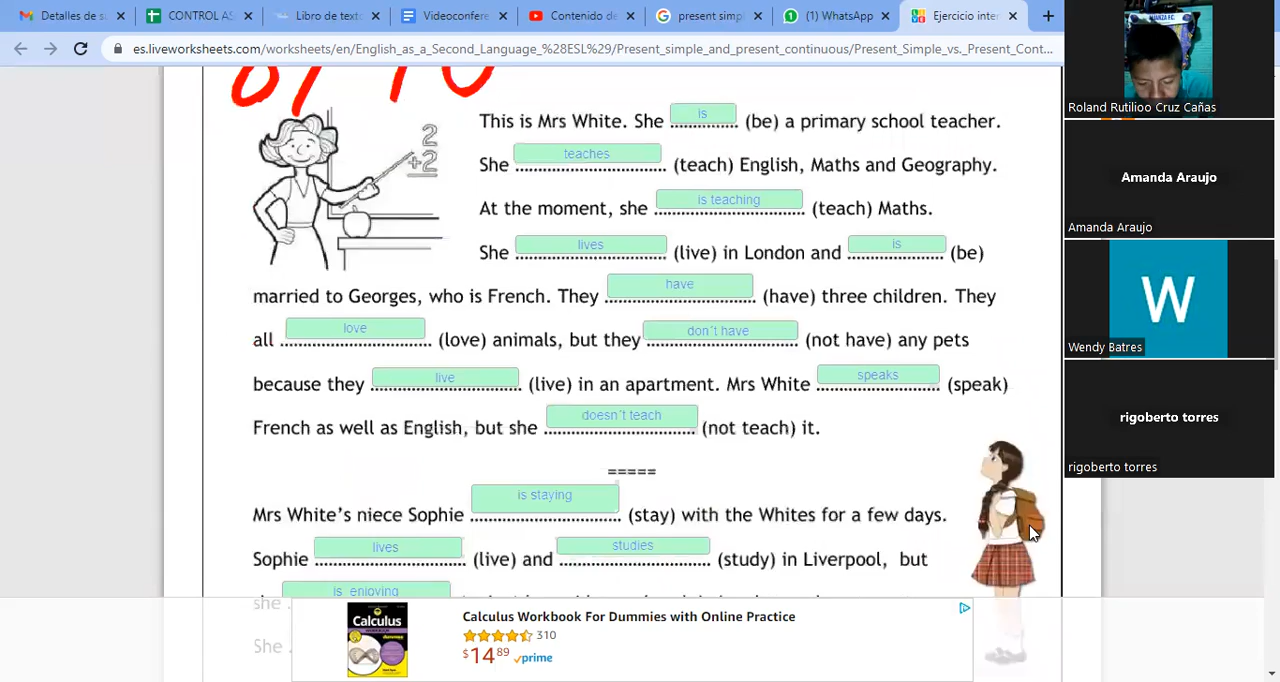 Meet
CONTROL AS
Libro de texto
Videoconfere
Contenido de
present simpl
(1) WhatsApp
Ejercicio inter
es.liveworksheets.com/worksheets/en/English_as_a_Second_Language_%28ESL%29/Present_simple_and_present_continuous/Present_Simple_vs._Present_Cont...
2
+2
This is Mrs White. She is (be) a primary school teacher.
She teaches (teach) English, Maths and Geography.
At the moment, she is teaching (teach) Maths.
She lives (live) in London and is (be)
married to Georges, who is French. They have (have) three children. They
all love (love) animals, but they don´t have (not have) any pets
because they live (live) in an apartment. Mrs White speaks (speak)
French as well as English, but she doesn´t teach (not teach) it.
=====
Mrs White's niece Sophie is staying (stay) with the Whites for a few days.
Sophie lives (live) and studies (study) in Liverpool, but
she is enjoying
She
Calculus
Calculus Workbook For Dummies with Online Practice
310
$14 89 prime
Roland Rutilioo Cruz Cañas
Amanda Araujo
Amanda Araujo
W
Wendy Batres
rigoberto torres
rigoberto torres